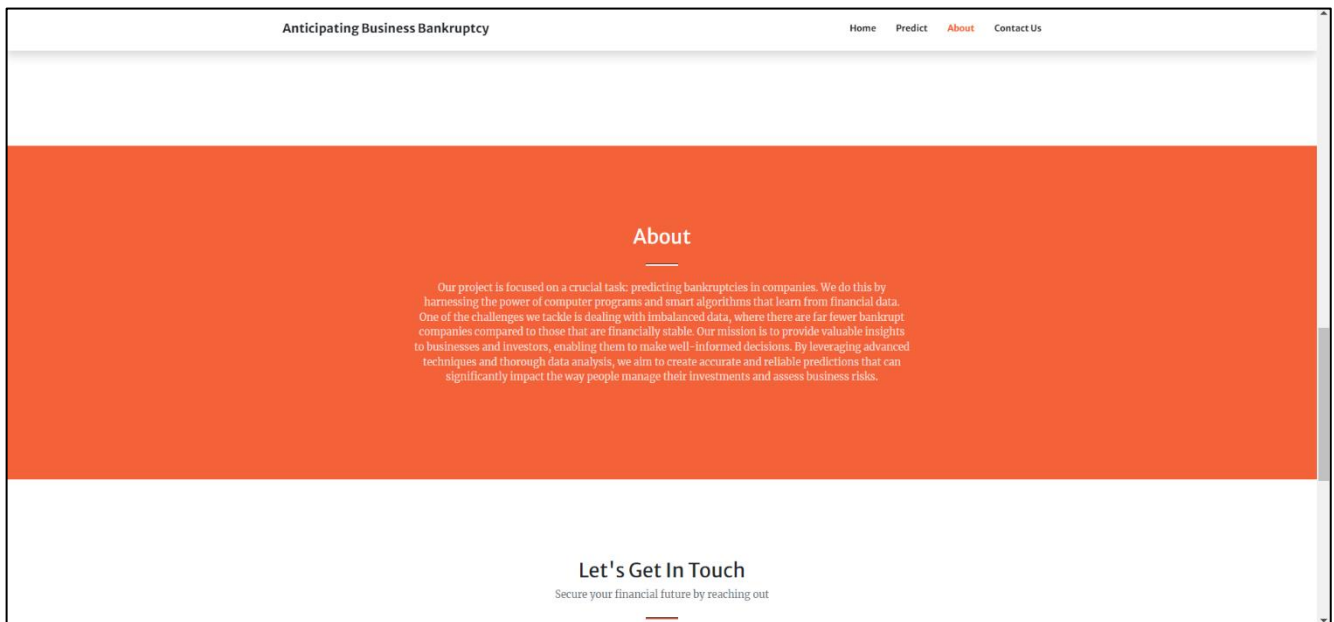 Anticipating Business Bankruptcy
Home Predict About Contact Us
About
Our project is focused on a crucial task: predicting bankruptcies in companies. We do this by
harnessing the power of computer programs and smart algorithms that learn from financial data.
One of the challenges we tackle is dealing with imbalanced data, where there are far fewer bankrupt
companies compared to those that are financially stable. Our mission is to provide valuable insights
to businesses and investors, enabling them to make well-informed decisions. By leveraging advanced
techniques and thorough data analysis, we aim to create accurate and reliable predictions that can
significantly impact the way people manage their investments and assess business risks.
Let's Get In Touch
Secure your financial future by reaching out